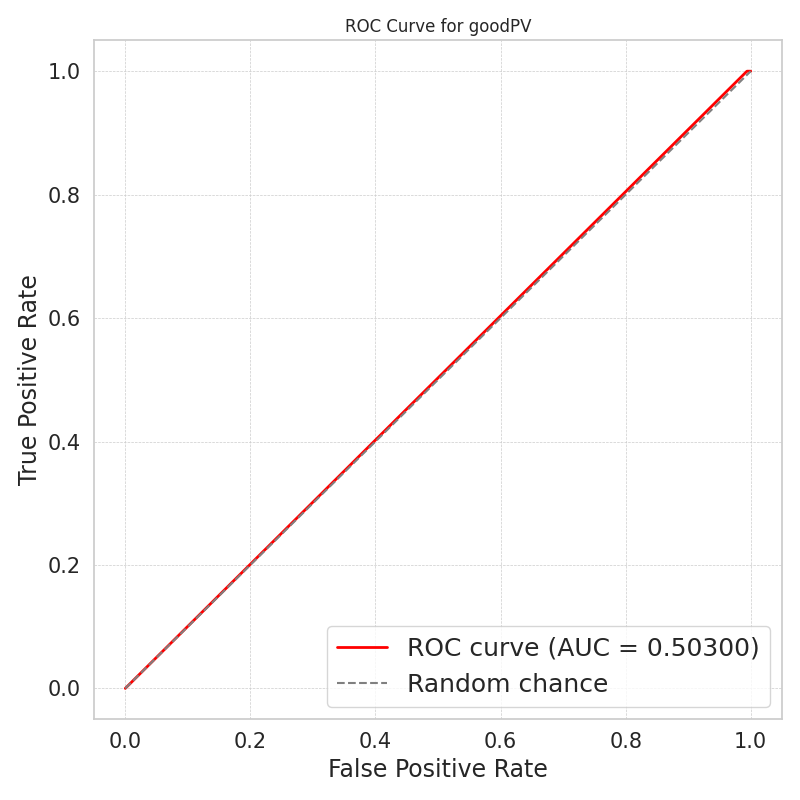 ROC Curve for goodPV
True Positive Rate
1.0
0.8
0.6
0.4
0.2
0.0
ROC curve (AUC = 0.50300)
Random chance
0.0 0.2 0.4 0.6 0.8 1.0
False Positive Rate